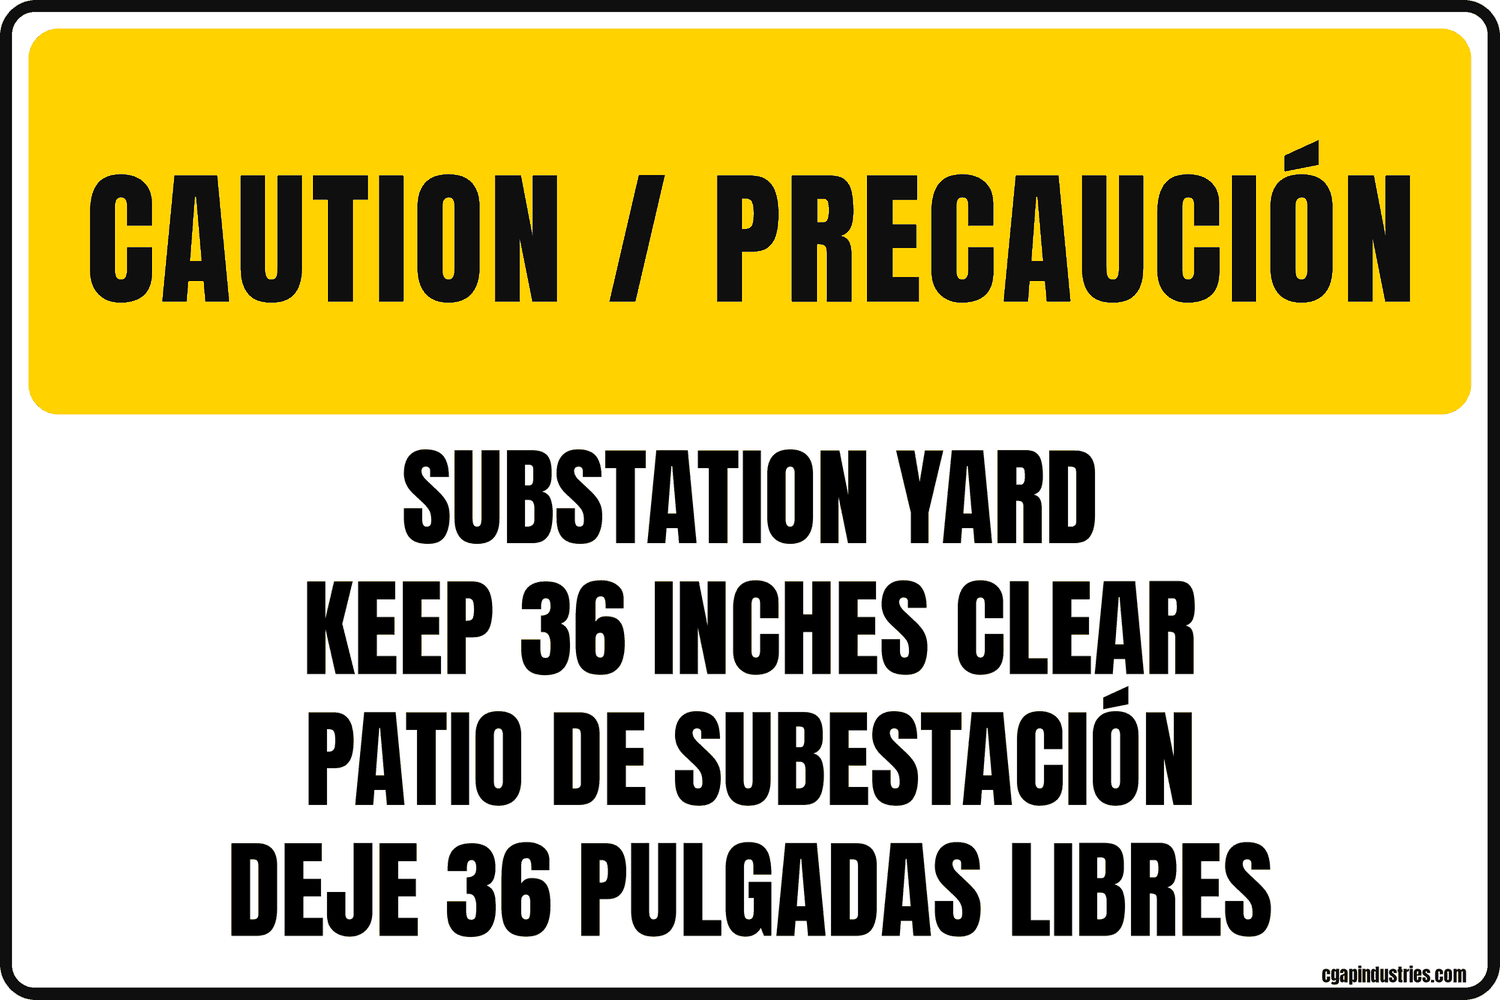 CAUTION / PRECAUCIÓN
SUBSTATION YARD
KEEP 36 INCHES CLEAR
PATIO DE SUBESTACIÓN
DEJE 36 PULGADAS LIBRES
cgapindustries.com